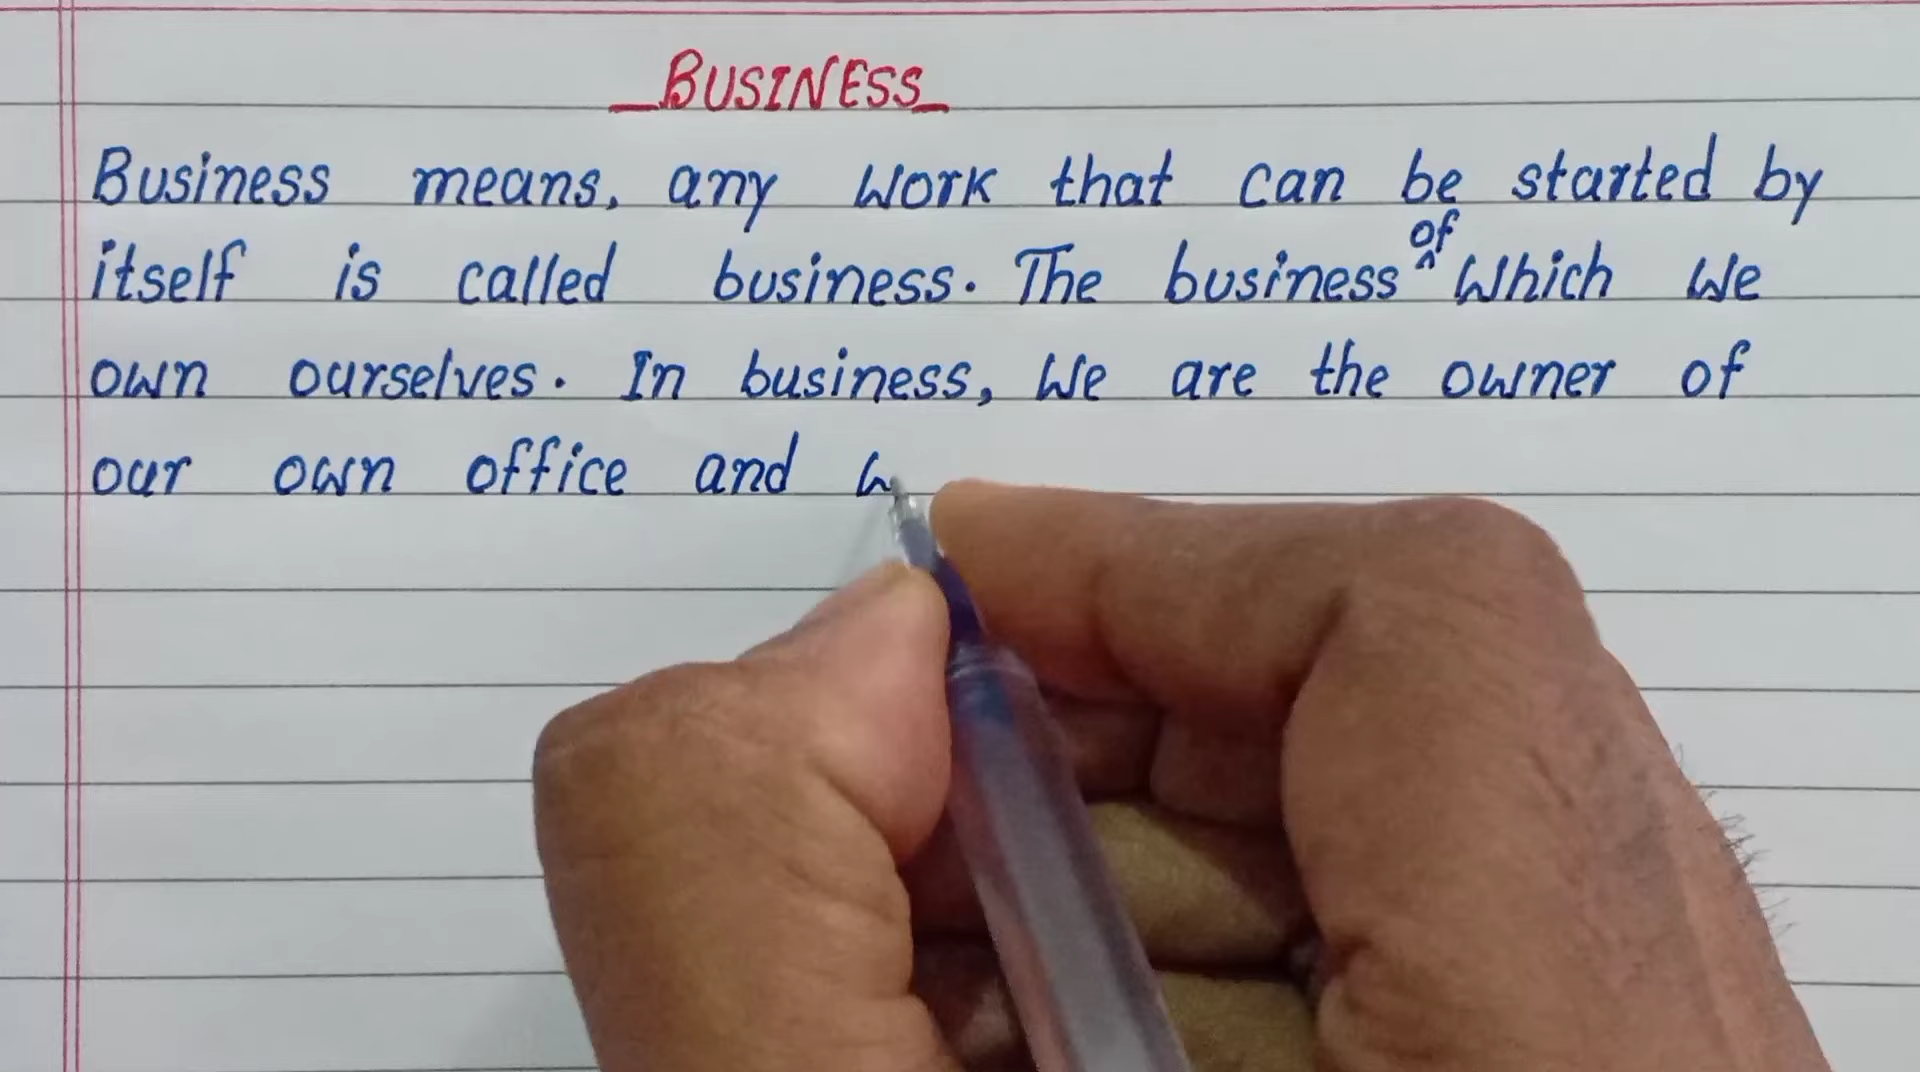 BUSINESS
Business means, any work that can be started by
itself is called business. The business of which we
own ourselves. In business, we are the owner of
our own office and w